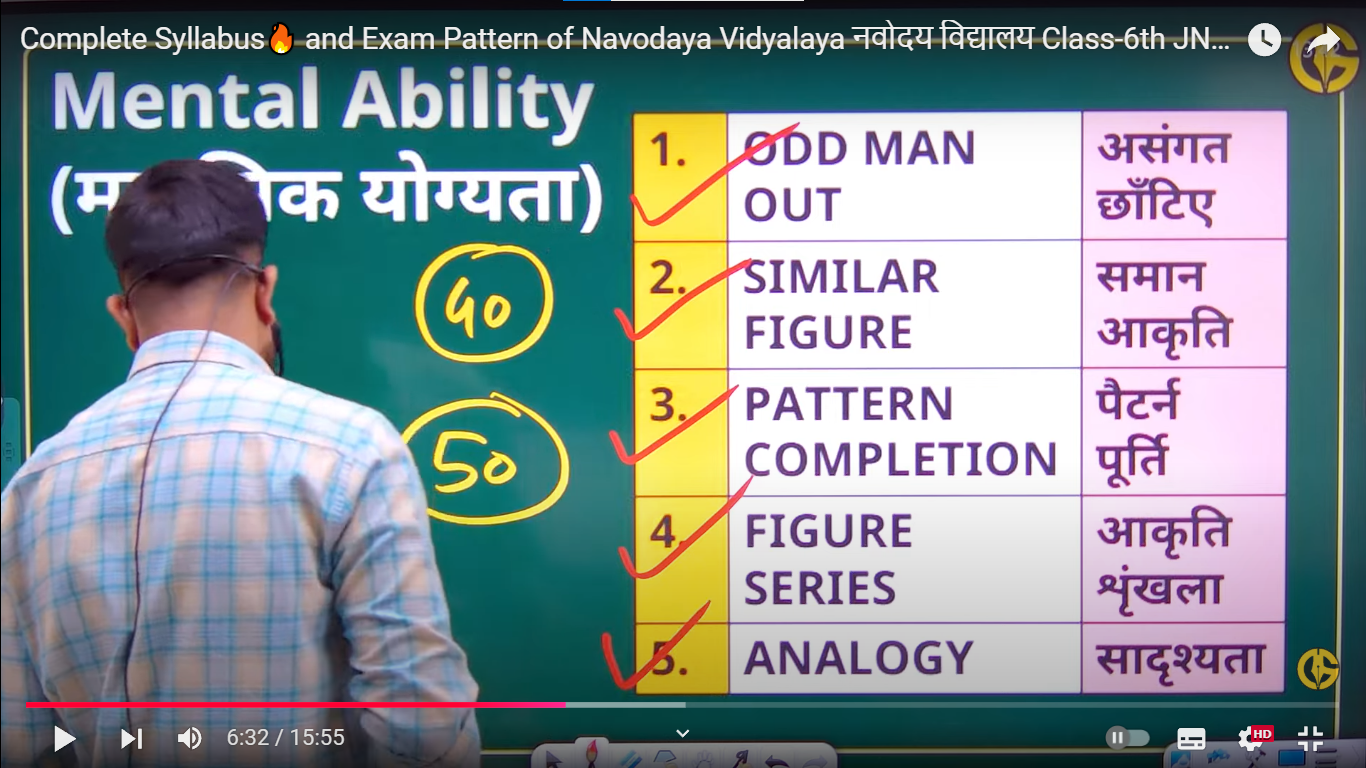 Complete Syllabus🔥 and Exam Pattern of Navodaya Vidyalaya नवोदय विद्यालय Class-6th JN...
Mental Ability
योग्यता)
40
50
1. ODD MAN OUT असंगत छाँटिए
2. SIMILAR FIGURE समान आकृति
3. PATTERN COMPLETION पैटर्न पूर्ति
4. FIGURE SERIES आकृति शृंखला
5. ANALOGY सादृश्यता
6:32 / 15:55
HD